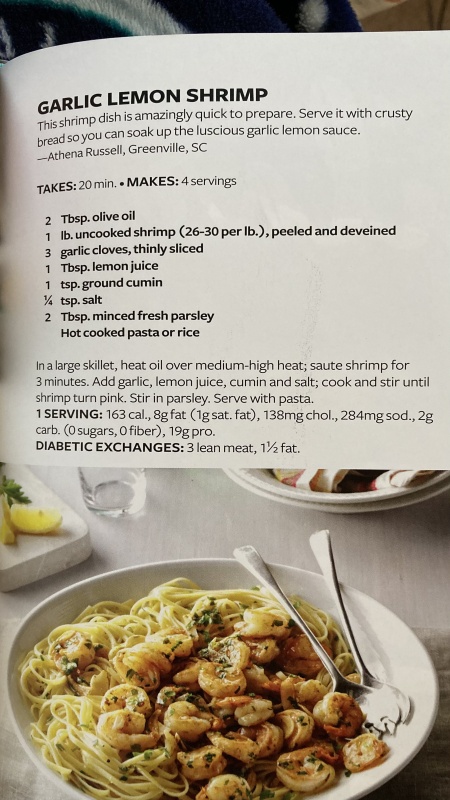 GARLIC LEMON SHRIMP
This shrimp dish is amazingly quick to prepare. Serve it with crusty
bread so you can soak up the luscious garlic lemon sauce.
—Athena Russell, Greenville, SC
TAKES: 20 min. • MAKES: 4 servings
2 Tbsp. olive oil
1 lb. uncooked shrimp (26-30 per lb.), peeled and deveined
3 garlic cloves, thinly sliced
1 Tbsp. lemon juice
1 tsp. ground cumin
¼ tsp. salt
2 Tbsp. minced fresh parsley
Hot cooked pasta or rice
In a large skillet, heat oil over medium-high heat; saute shrimp for
3 minutes. Add garlic, lemon juice, cumin and salt; cook and stir until
shrimp turn pink. Stir in parsley. Serve with pasta.
1 SERVING: 163 cal., 8g fat (1g sat. fat), 138mg chol., 284mg sod., 2g
carb. (0 sugars, 0 fiber), 19g pro.
DIABETIC EXCHANGES: 3 lean meat, 1½ fat.